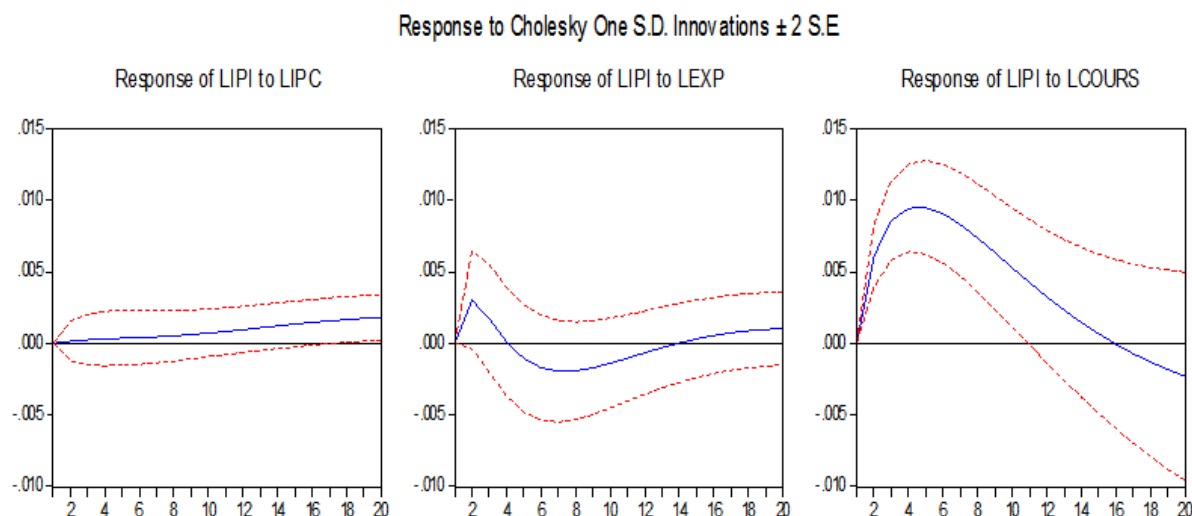 Response to Cholesky One S.D. Innovations ± 2 S.E
Response of LIPI to LIPC
.015
.010
.005
.000
-.005
-.010
2 4 6 8 10 12 14 16 18 20
Response of LIPI to LEXP
.015
.010
.005
.000
-.005
-.010
2 4 6 8 10 12 14 16 18 20
Response of LIPI to LCOURS
.015
.010
.005
.000
-.005
-.010
2 4 6 8 10 12 14 16 18 20